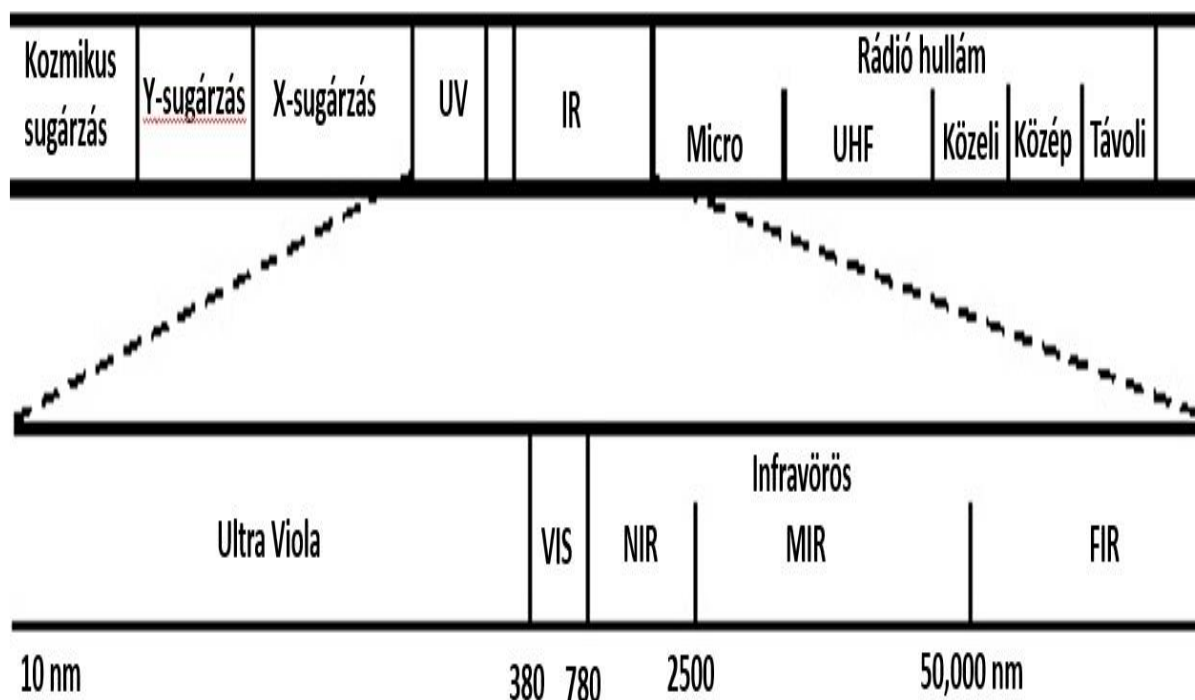 Kozmikus
sugárzás
Y-sugárzás
X-sugárzás
UV
IR
Rádió hullám
Micro
UHF
Közeli
Közép
Távoli
Ultra Viola
VIS
Infravörös
NIR
MIR
FIR
10 nm
380
780
2500
50,000 nm